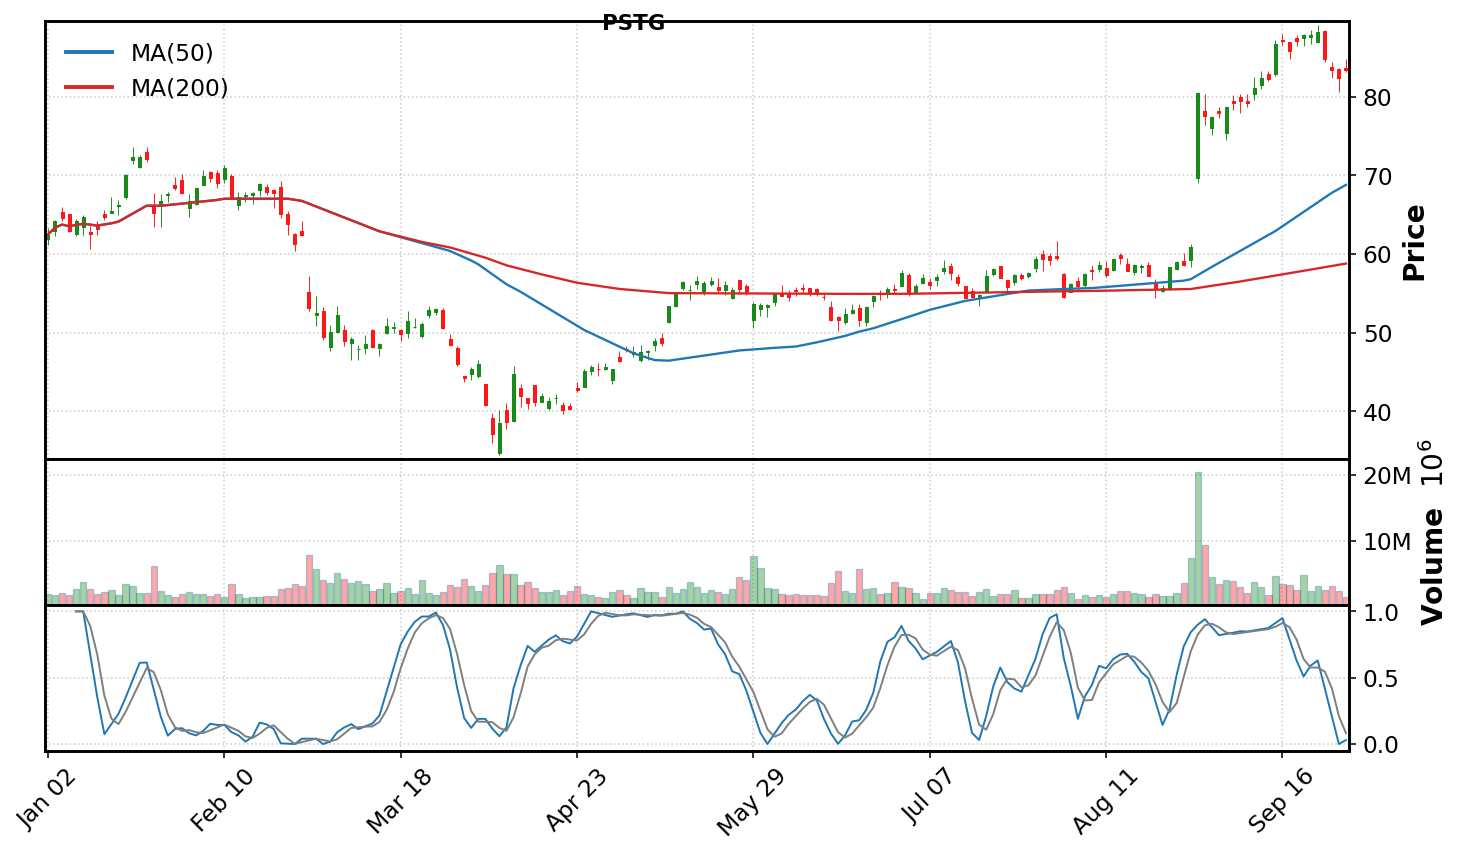 PSTG
MA(50)
MA(200)
80
70
60
50
40
Price
20M
10M
Volume 10^6
1.0
0.5
0.0
Jan 02
Feb 10
Mar 18
Apr 23
May 29
Jul 07
Aug 11
Sep 16